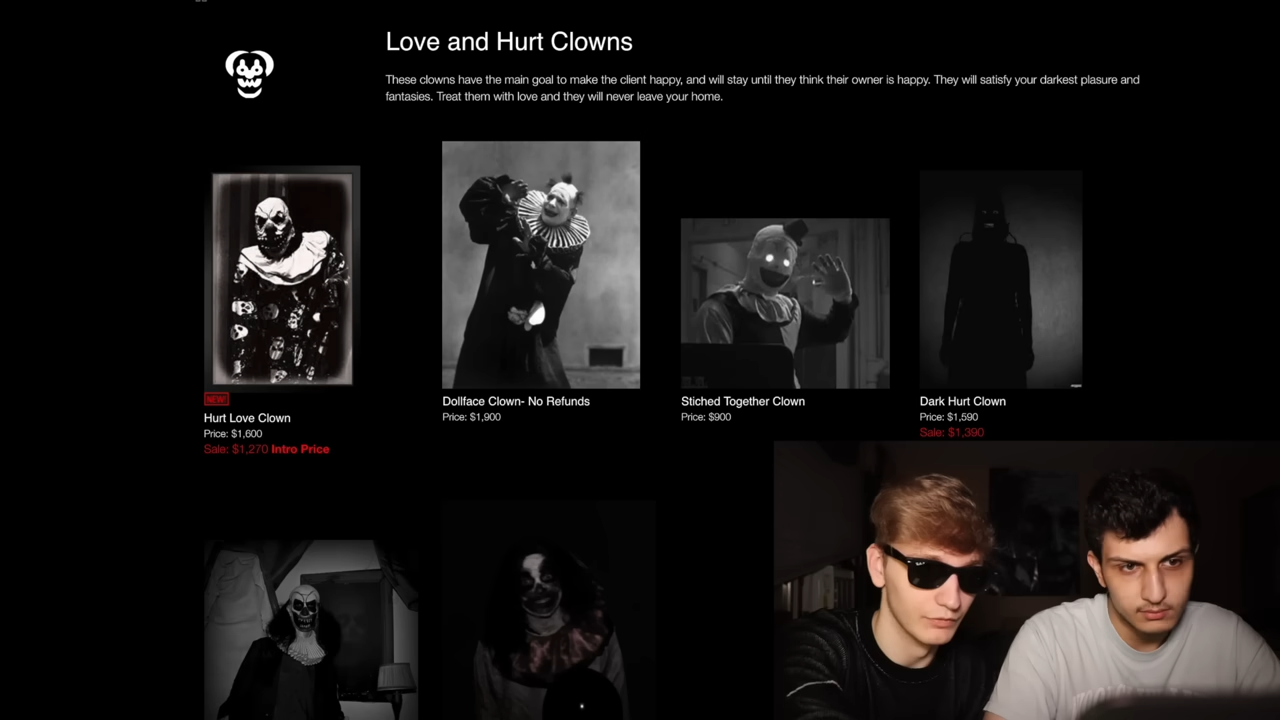 Love and Hurt Clowns
These clowns have the main goal to make the client happy, and will stay until they think their owner is happy. They will satisfy your darkest plasure and
fantasies. Treat them with love and they will never leave your home.
NEW!
Hurt Love Clown
Price: $1,600
Sale: $1,270 Intro Price
Dollface Clown- No Refunds
Price: $1,900
Stiched Together Clown
Price: $900
Dark Hurt Clown
Price: $1,590
Sale: $1,390